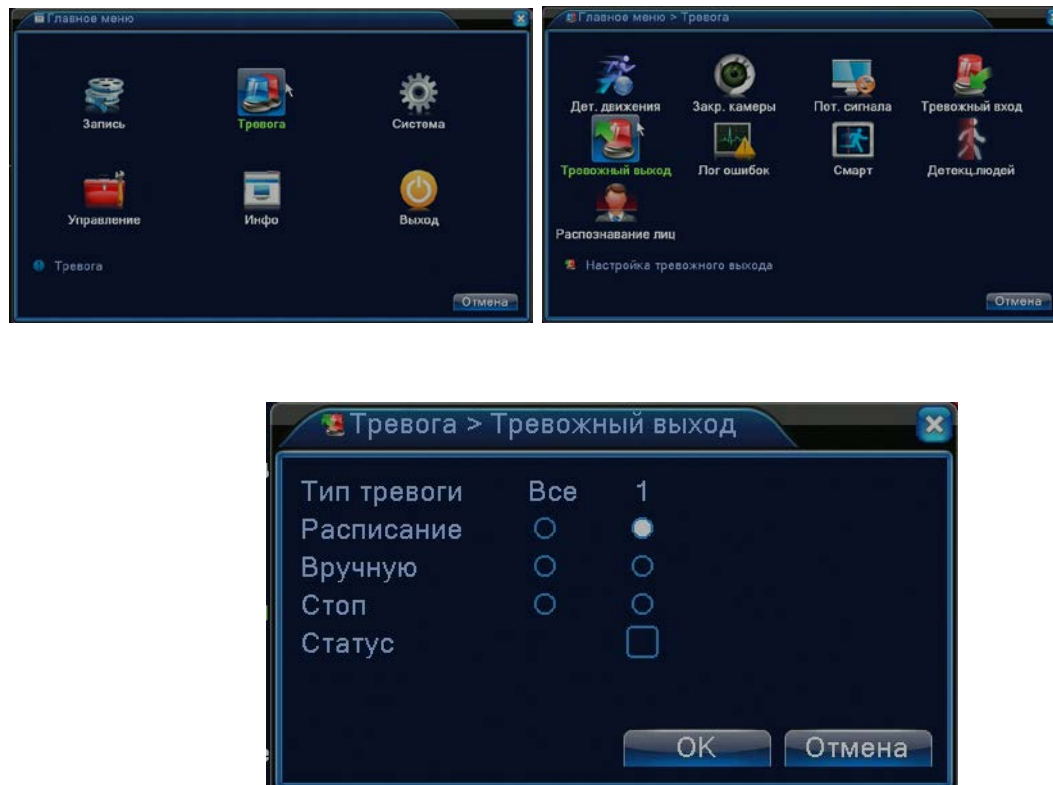 Главное меню
Запись Тревога Система
Управление Инфо Выход
Тревога
Отмена
Главное меню > Тревога
Дет. движения Закр. камеры Пот. сигнала Тревожный вход
Тревожный выход Лог ошибок Смарт Детекц.людей
Распознавание лиц
Настройка тревожного выхода
Отмена
Тревога > Тревожный выход
Тип тревоги Все 1
Расписание
Вручную
Стоп
Статус
OK Отмена